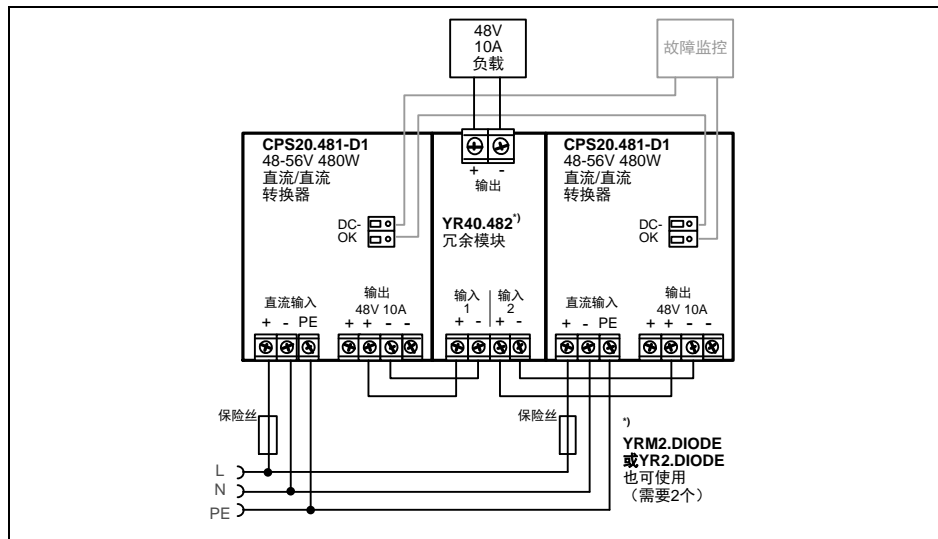 48V
10A
负载
故障监控
CPS20.481-D1
48-56V 480W
直流/直流
转换器
DC-
OK
直流输入
+ - PE
输出
48V 10A
+ + - -
+ -
输出
YR40.482*)
冗余模块
输入
1
输入
2
+ - + -
CPS20.481-D1
48-56V 480W
直流/直流
转换器
DC-
OK
直流输入
+ - PE
输出
48V 10A
+ + - -
保险丝
保险丝
*)
YRM2.DIODE
或YR2.DIODE
也可使用
（需要2个）
L
N
PE